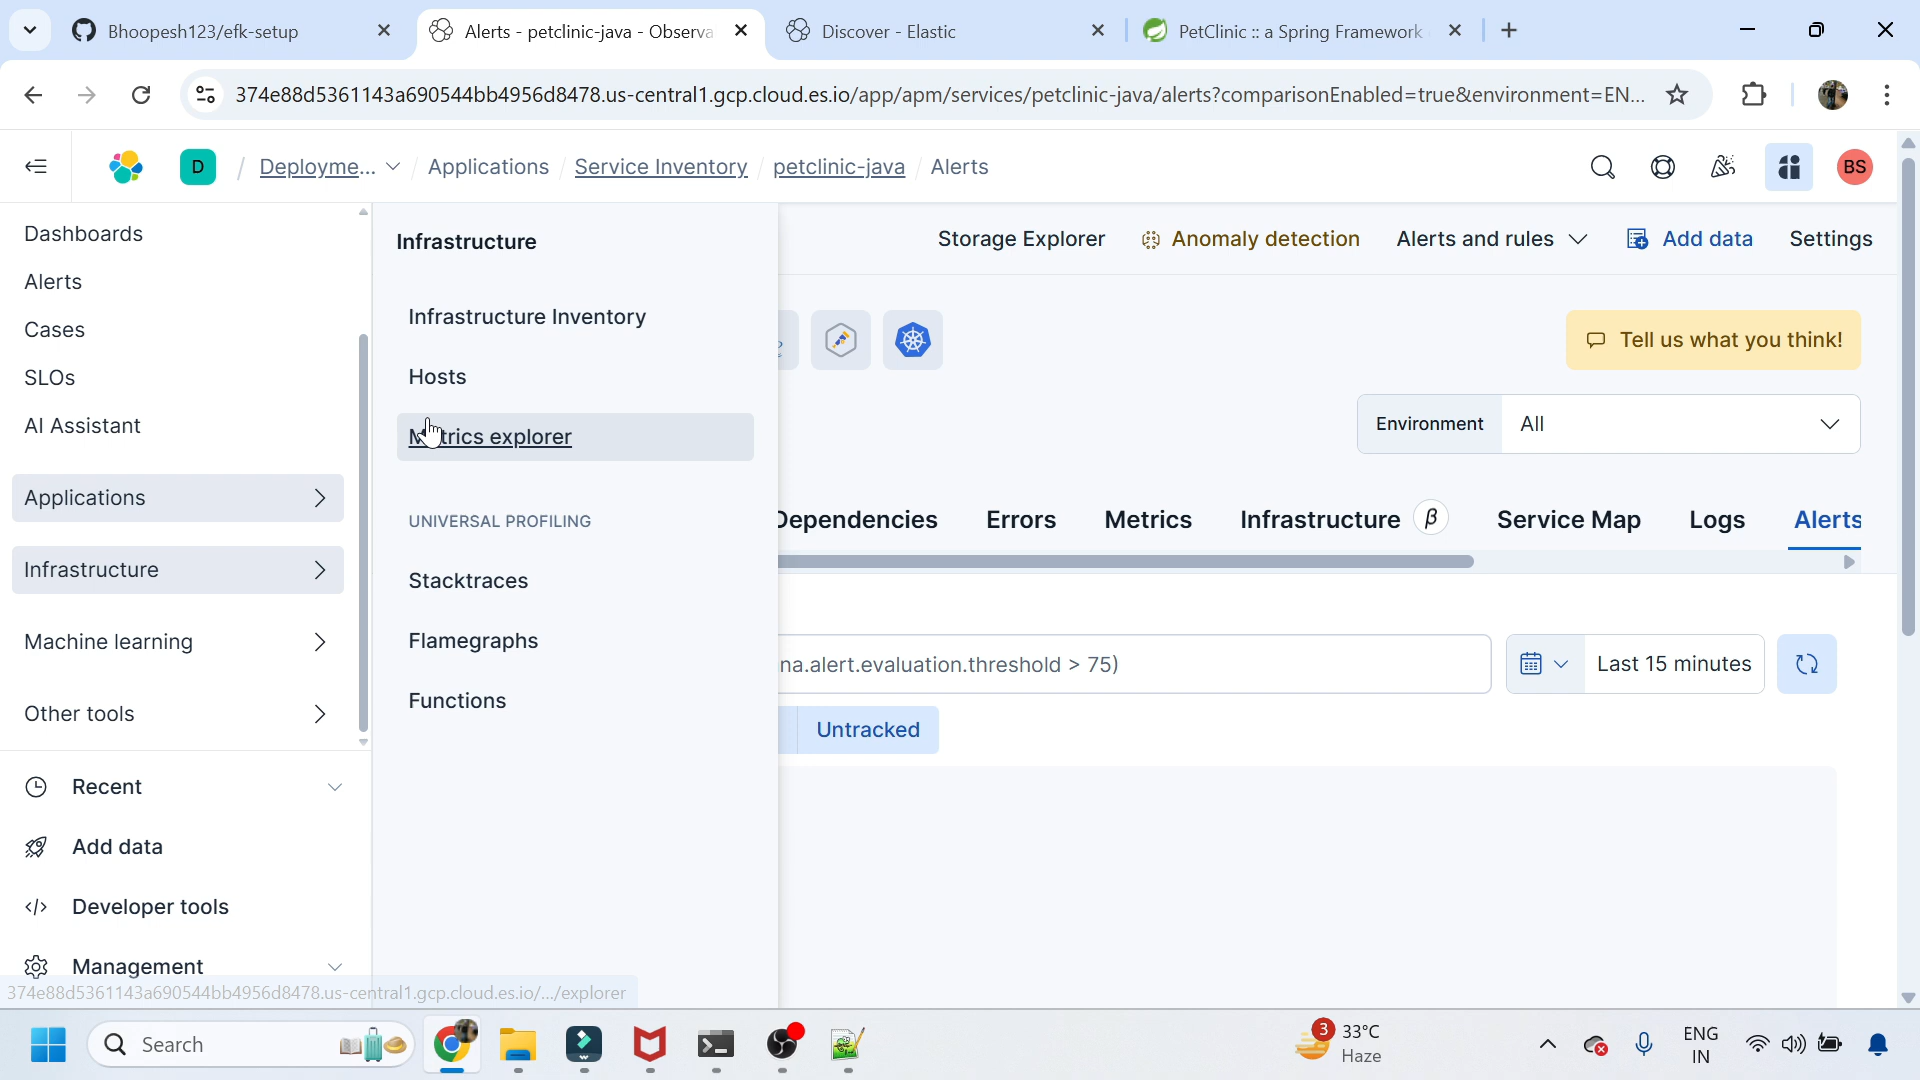 Bhoopesh123/efk-setup
Alerts - petclinic-java - Observa
Discover - Elastic
PetClinic :: a Spring Framework
374e88d5361143a690544bb4956d8478.us-central1.gcp.cloud.es.io/app/apm/services/petclinic-java/alerts?comparisonEnabled=true&environment=EN...
D / Deployme... / Applications / Service Inventory / petclinic-java / Alerts
BS
Dashboards
Alerts
Cases
SLOs
AI Assistant
Applications
Infrastructure
Machine learning
Other tools
Recent
Add data
Developer tools
Management
374e88d5361143a690544bb4956d8478.us-central1.gcp.cloud.es.io/.../explorer
Infrastructure
Infrastructure Inventory
Hosts
Metrics explorer
UNIVERSAL PROFILING
Stacktraces
Flamegraphs
Functions
Storage Explorer
Anomaly detection
Alerts and rules
Add data
Settings
Tell us what you think!
Environment
All
Dependencies
Errors
Metrics
Infrastructure β
Service Map
Logs
Alerts
na.alert.evaluation.threshold > 75)
Last 15 minutes
Untracked
Search
3
33°C
Haze
ENG
IN